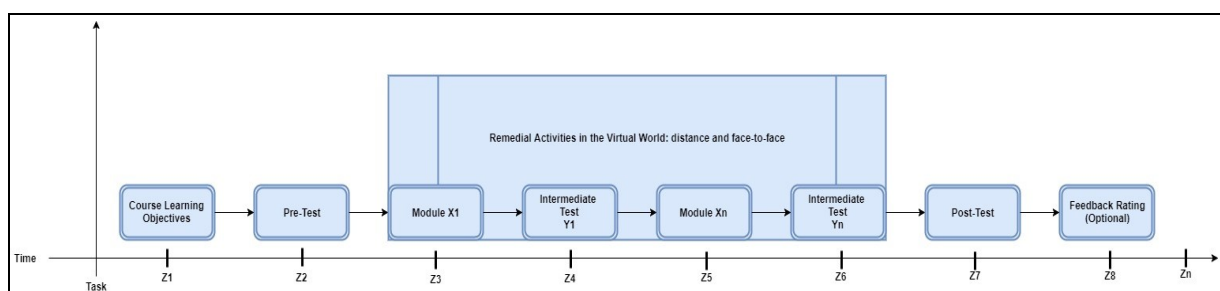 Remedial Activities in the Virtual World: distance and face-to-face
Course Learning
Objectives
Pre-Test
Module X1
Intermediate
Test
Y1
Module Xn
Intermediate
Test
Yn
Post-Test
Feedback Rating
(Optional)
Time
Z1
Z2
Z3
Z4
Z5
Z6
Z7
Z8
Zn
Task